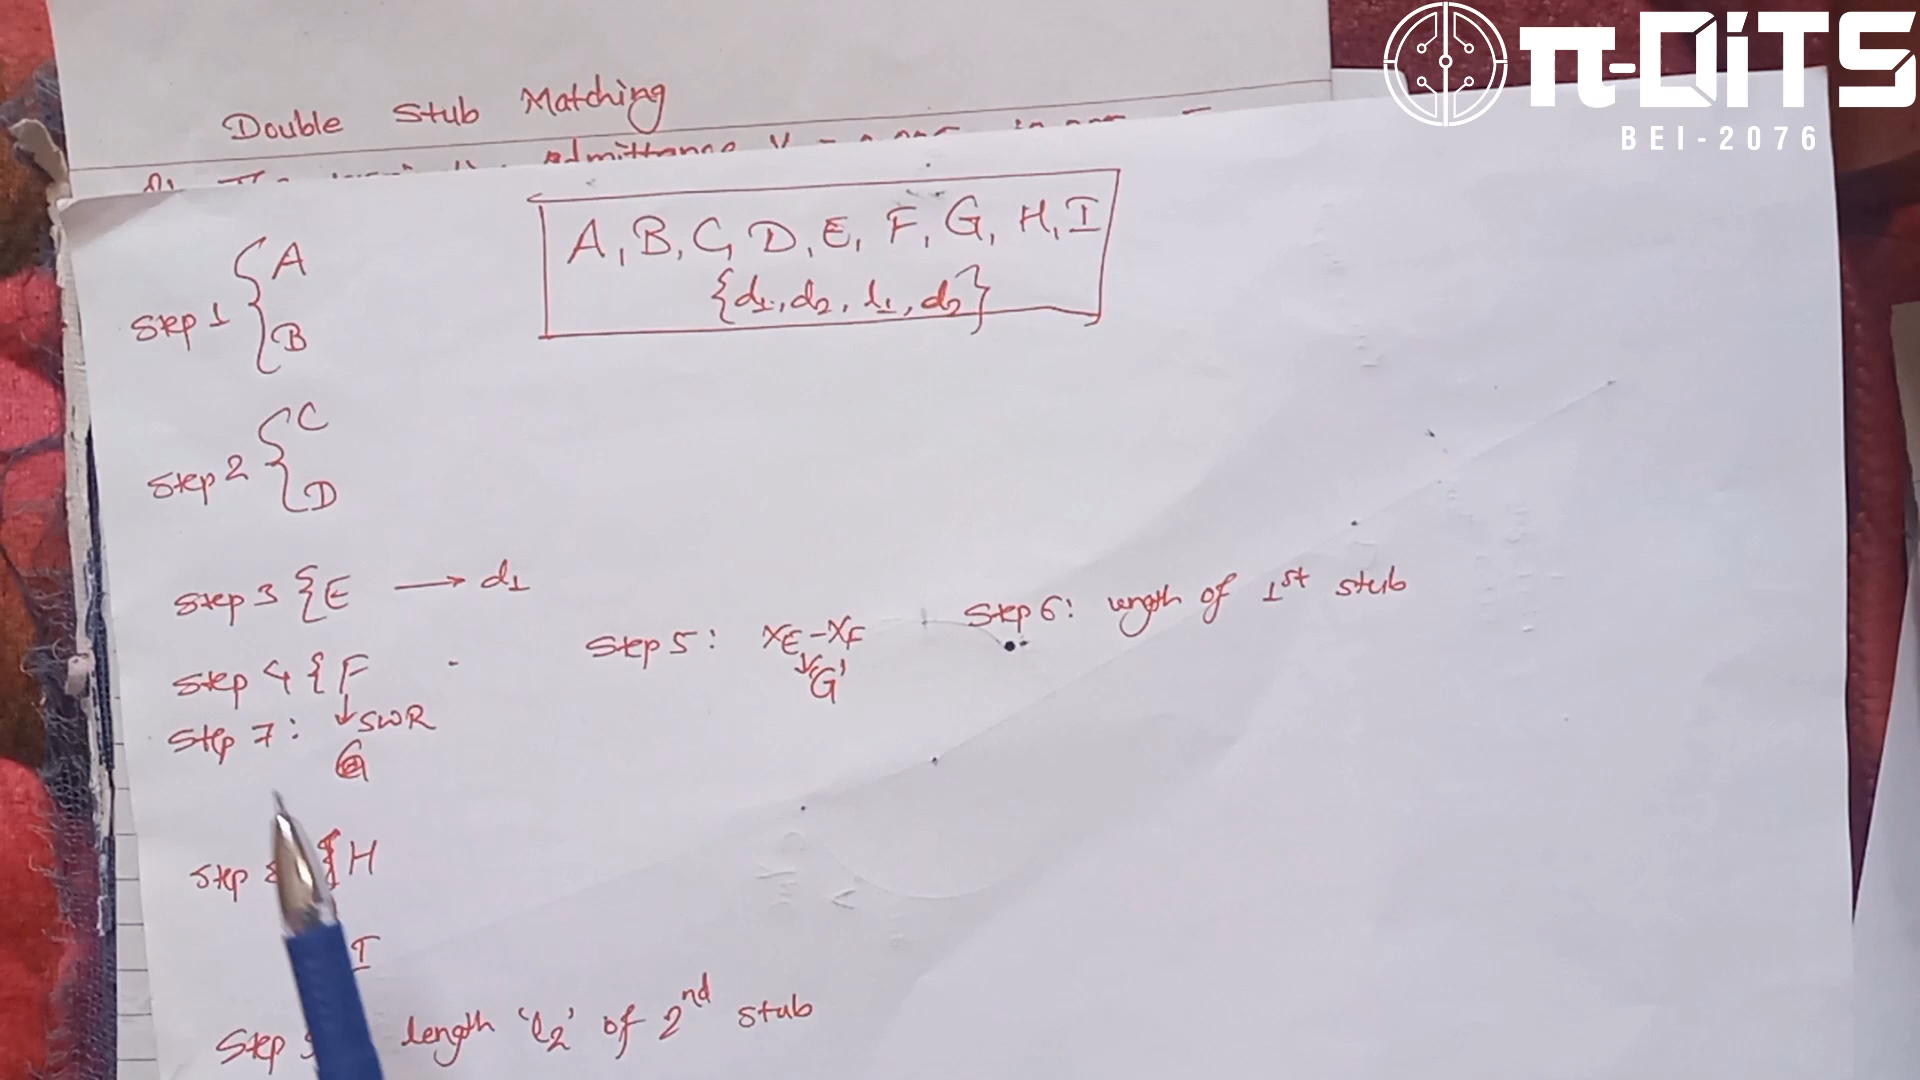 π-DiTS
BEI-2076
Double Stub Matching
admittance
A, B, C, D, E, F, G, H, I
{d1, d2, l1, d2}
Step 1 { A
B
Step 2 { C
D
Step 3 { E → d1
Step 4 { F
Step 5 : XE - XF
↓
G'
Step 6: length of 1st stub
Step 7 : ↓ SWR
G
Step { H
I
Step length 'l2' of 2nd stub